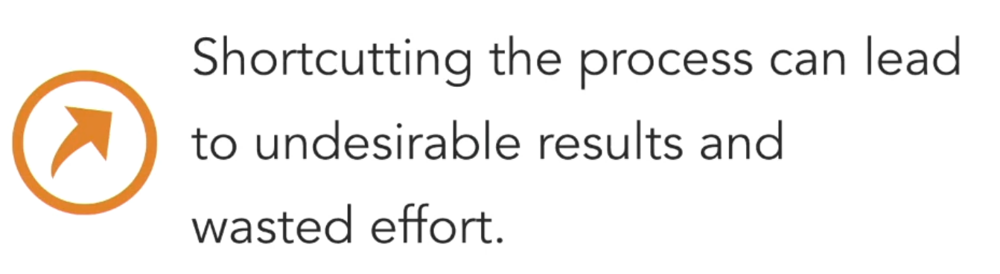 Shortcutting the process can lead
to undesirable results and
wasted effort.